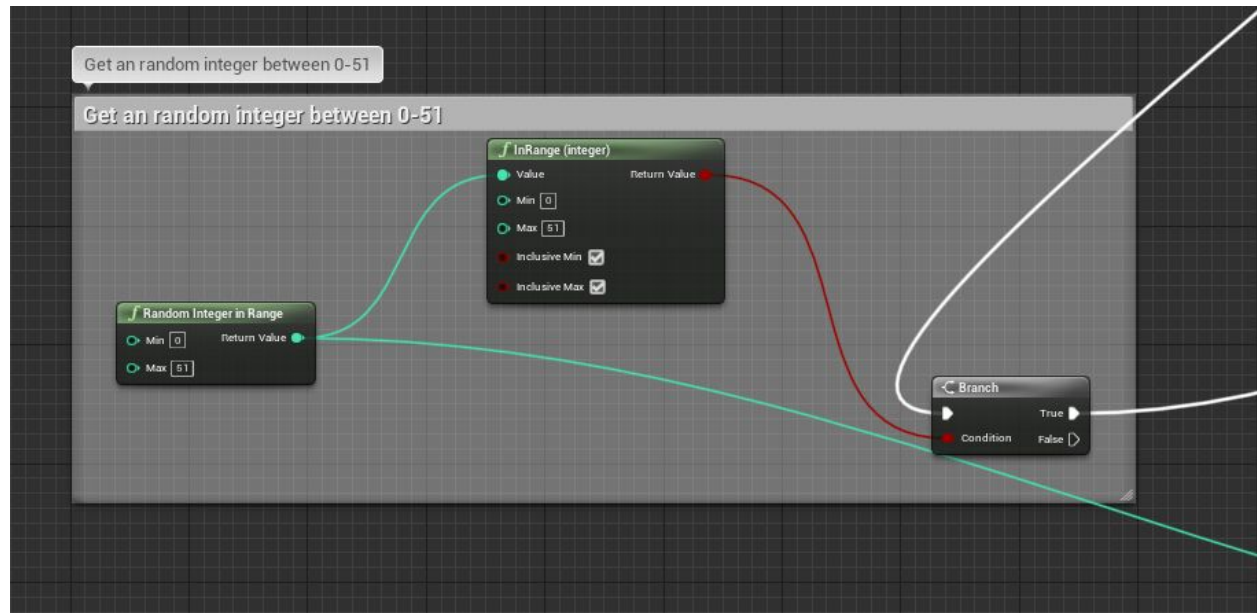 Get an random integer between 0-51
Get an random integer between 0-51
InRange (integer)
Value Return Value
Min 0
Max 51
Inclusive Min
Inclusive Max
Random Integer in Range
Min 0 Return Value
Max 51
Branch
True
Condition False